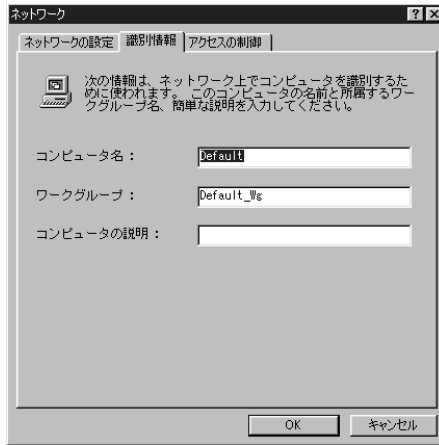 ネットワーク
ネットワークの設定 識別情報 アクセスの制御
次の情報は、ネットワーク上でコンピュータを識別するた
めに使われます。 このコンピュータの名前と所属するワー
クグループ名、簡単な説明を入力してください。
コンピュータ名： Default
ワークグループ： Default_Wg
コンピュータの説明：
OK キャンセル